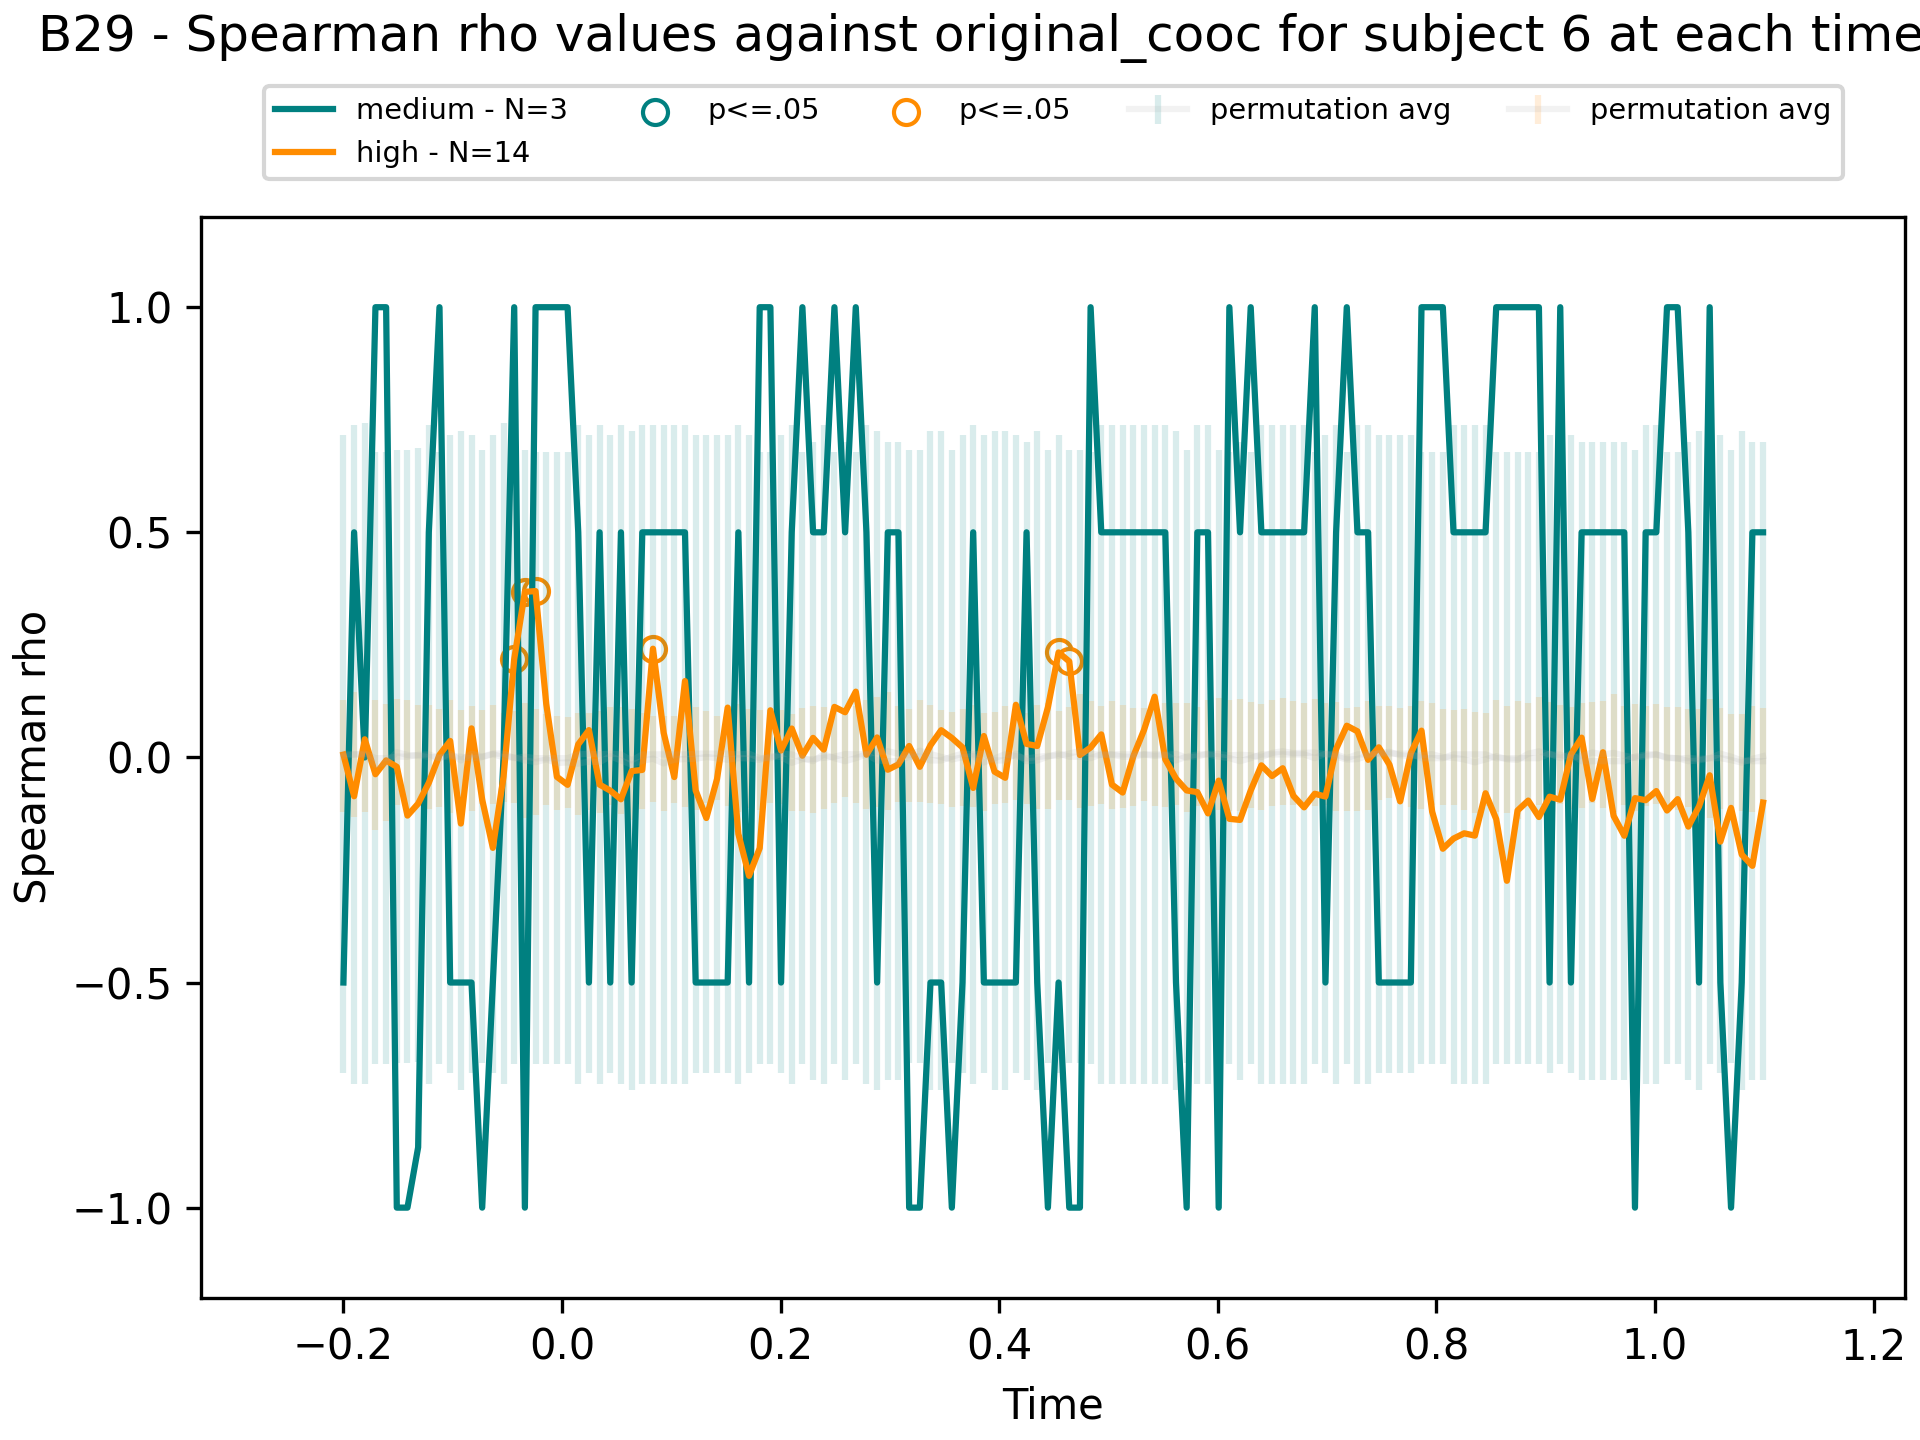 B29 - Spearman rho values against original_cooc for subject 6 at each time
medium - N=3
high - N=14
p<=.05
p<=.05
permutation avg
permutation avg
Spearman rho
1.0
0.5
0.0
−0.5
−1.0
−0.2 0.0 0.2 0.4 0.6 0.8 1.0 1.2
Time